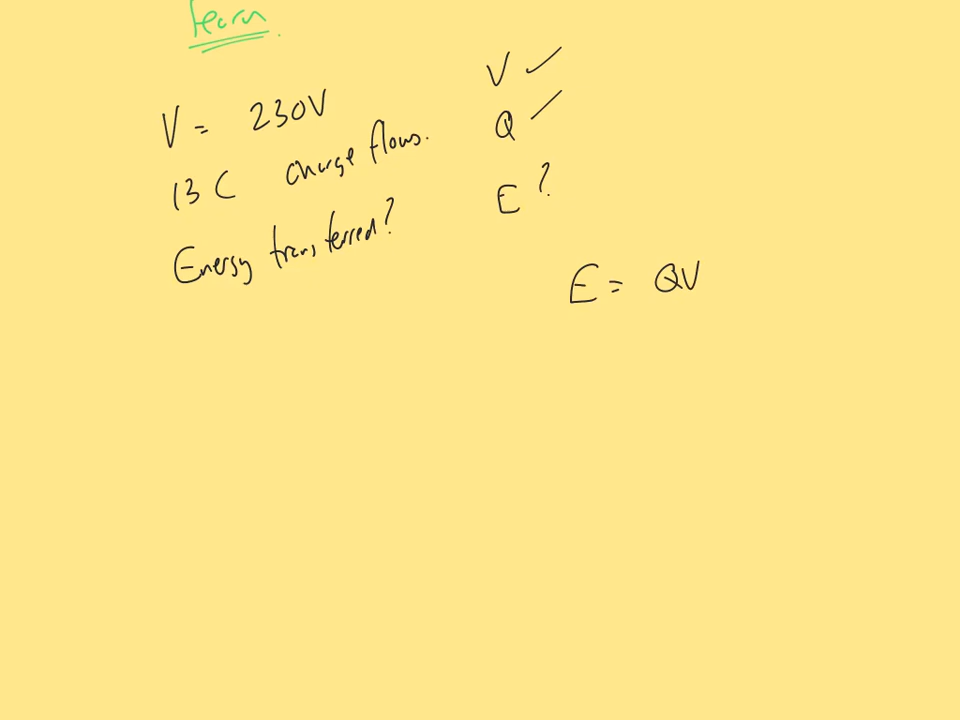 learn.
V = 230V
13 C charge flows.
Energy transferred?
V ✓
Q ✓
E ?
E = QV